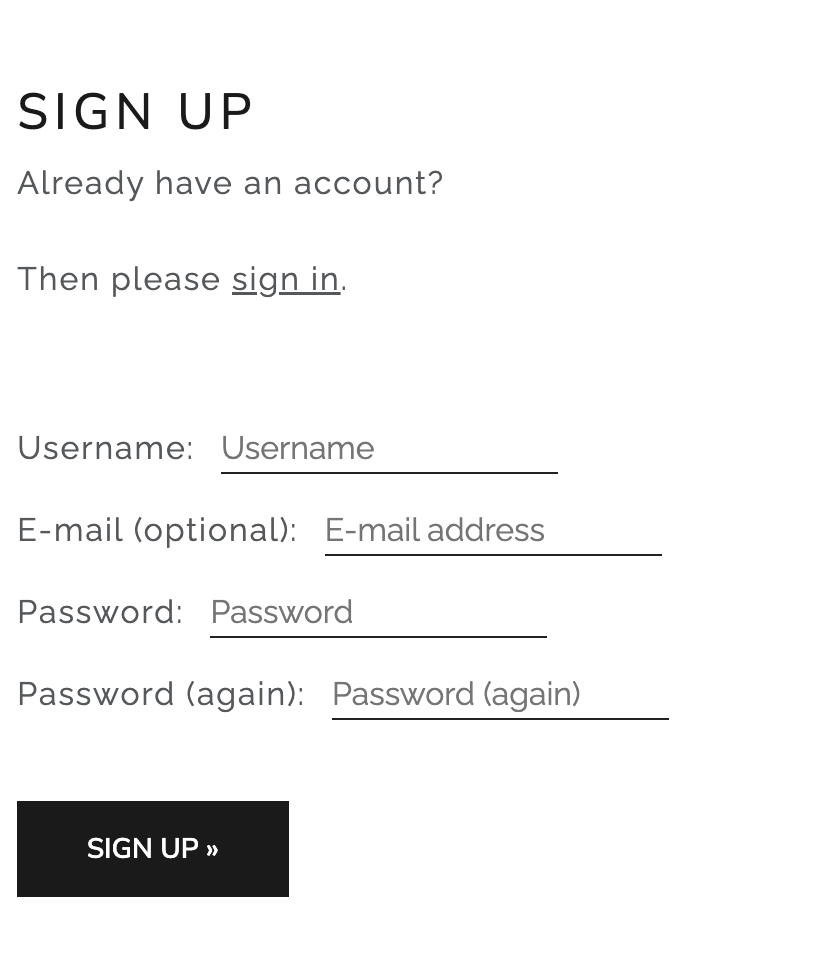 SIGN UP
Already have an account?
Then please sign in.
Username: Username
E-mail (optional): E-mail address
Password: Password
Password (again): Password (again)
SIGN UP »